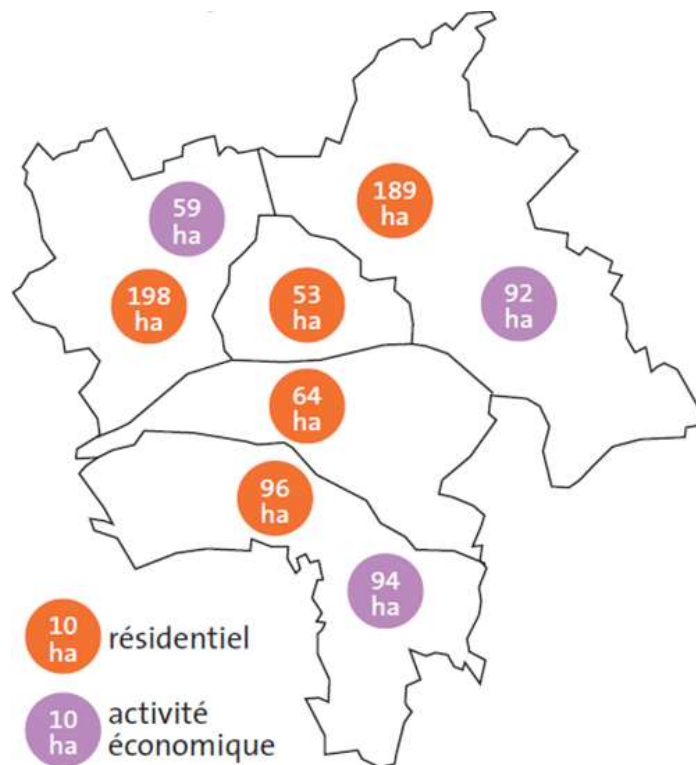 189
ha
59
ha
198
ha
53
ha
92
ha
64
ha
96
ha
94
ha
10
ha
résidentiel
10
ha
activité
économique